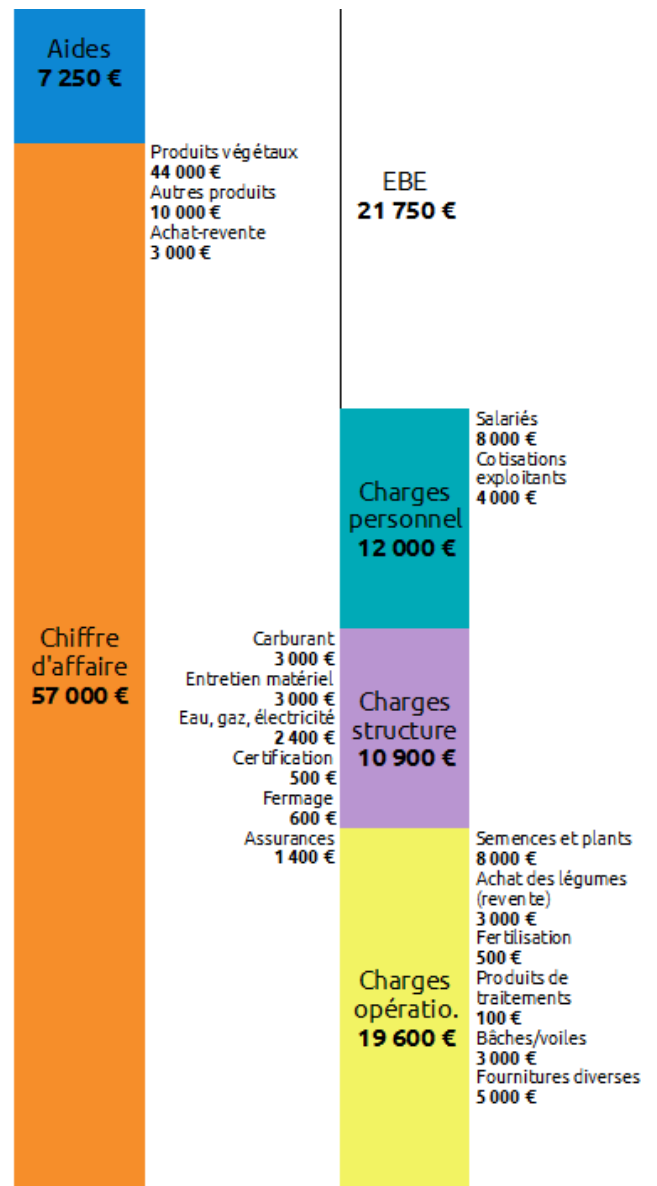 Aides
7 250 €
Produits végétaux
44 000 €
Autres produits
10 000 €
Achat-revente
3 000 €
EBE
21 750 €
Salariés
8 000 €
Cotisations
exploitants
4 000 €
Charges
personnel
12 000 €
Chiffre
d'affaire
57 000 €
Carburant
3 000 €
Entretien matériel
3 000 €
Eau, gaz, électricité
2 400 €
Certification
500 €
Fermage
600 €
Assurances
1 400 €
Charges
structure
10 900 €
Semences et plants
8 000 €
Achat des légumes
(revente)
3 000 €
Fertilisation
500 €
Produits de
traitements
100 €
Bâches/voiles
3 000 €
Fournitures diverses
5 000 €
Charges
opératio.
19 600 €